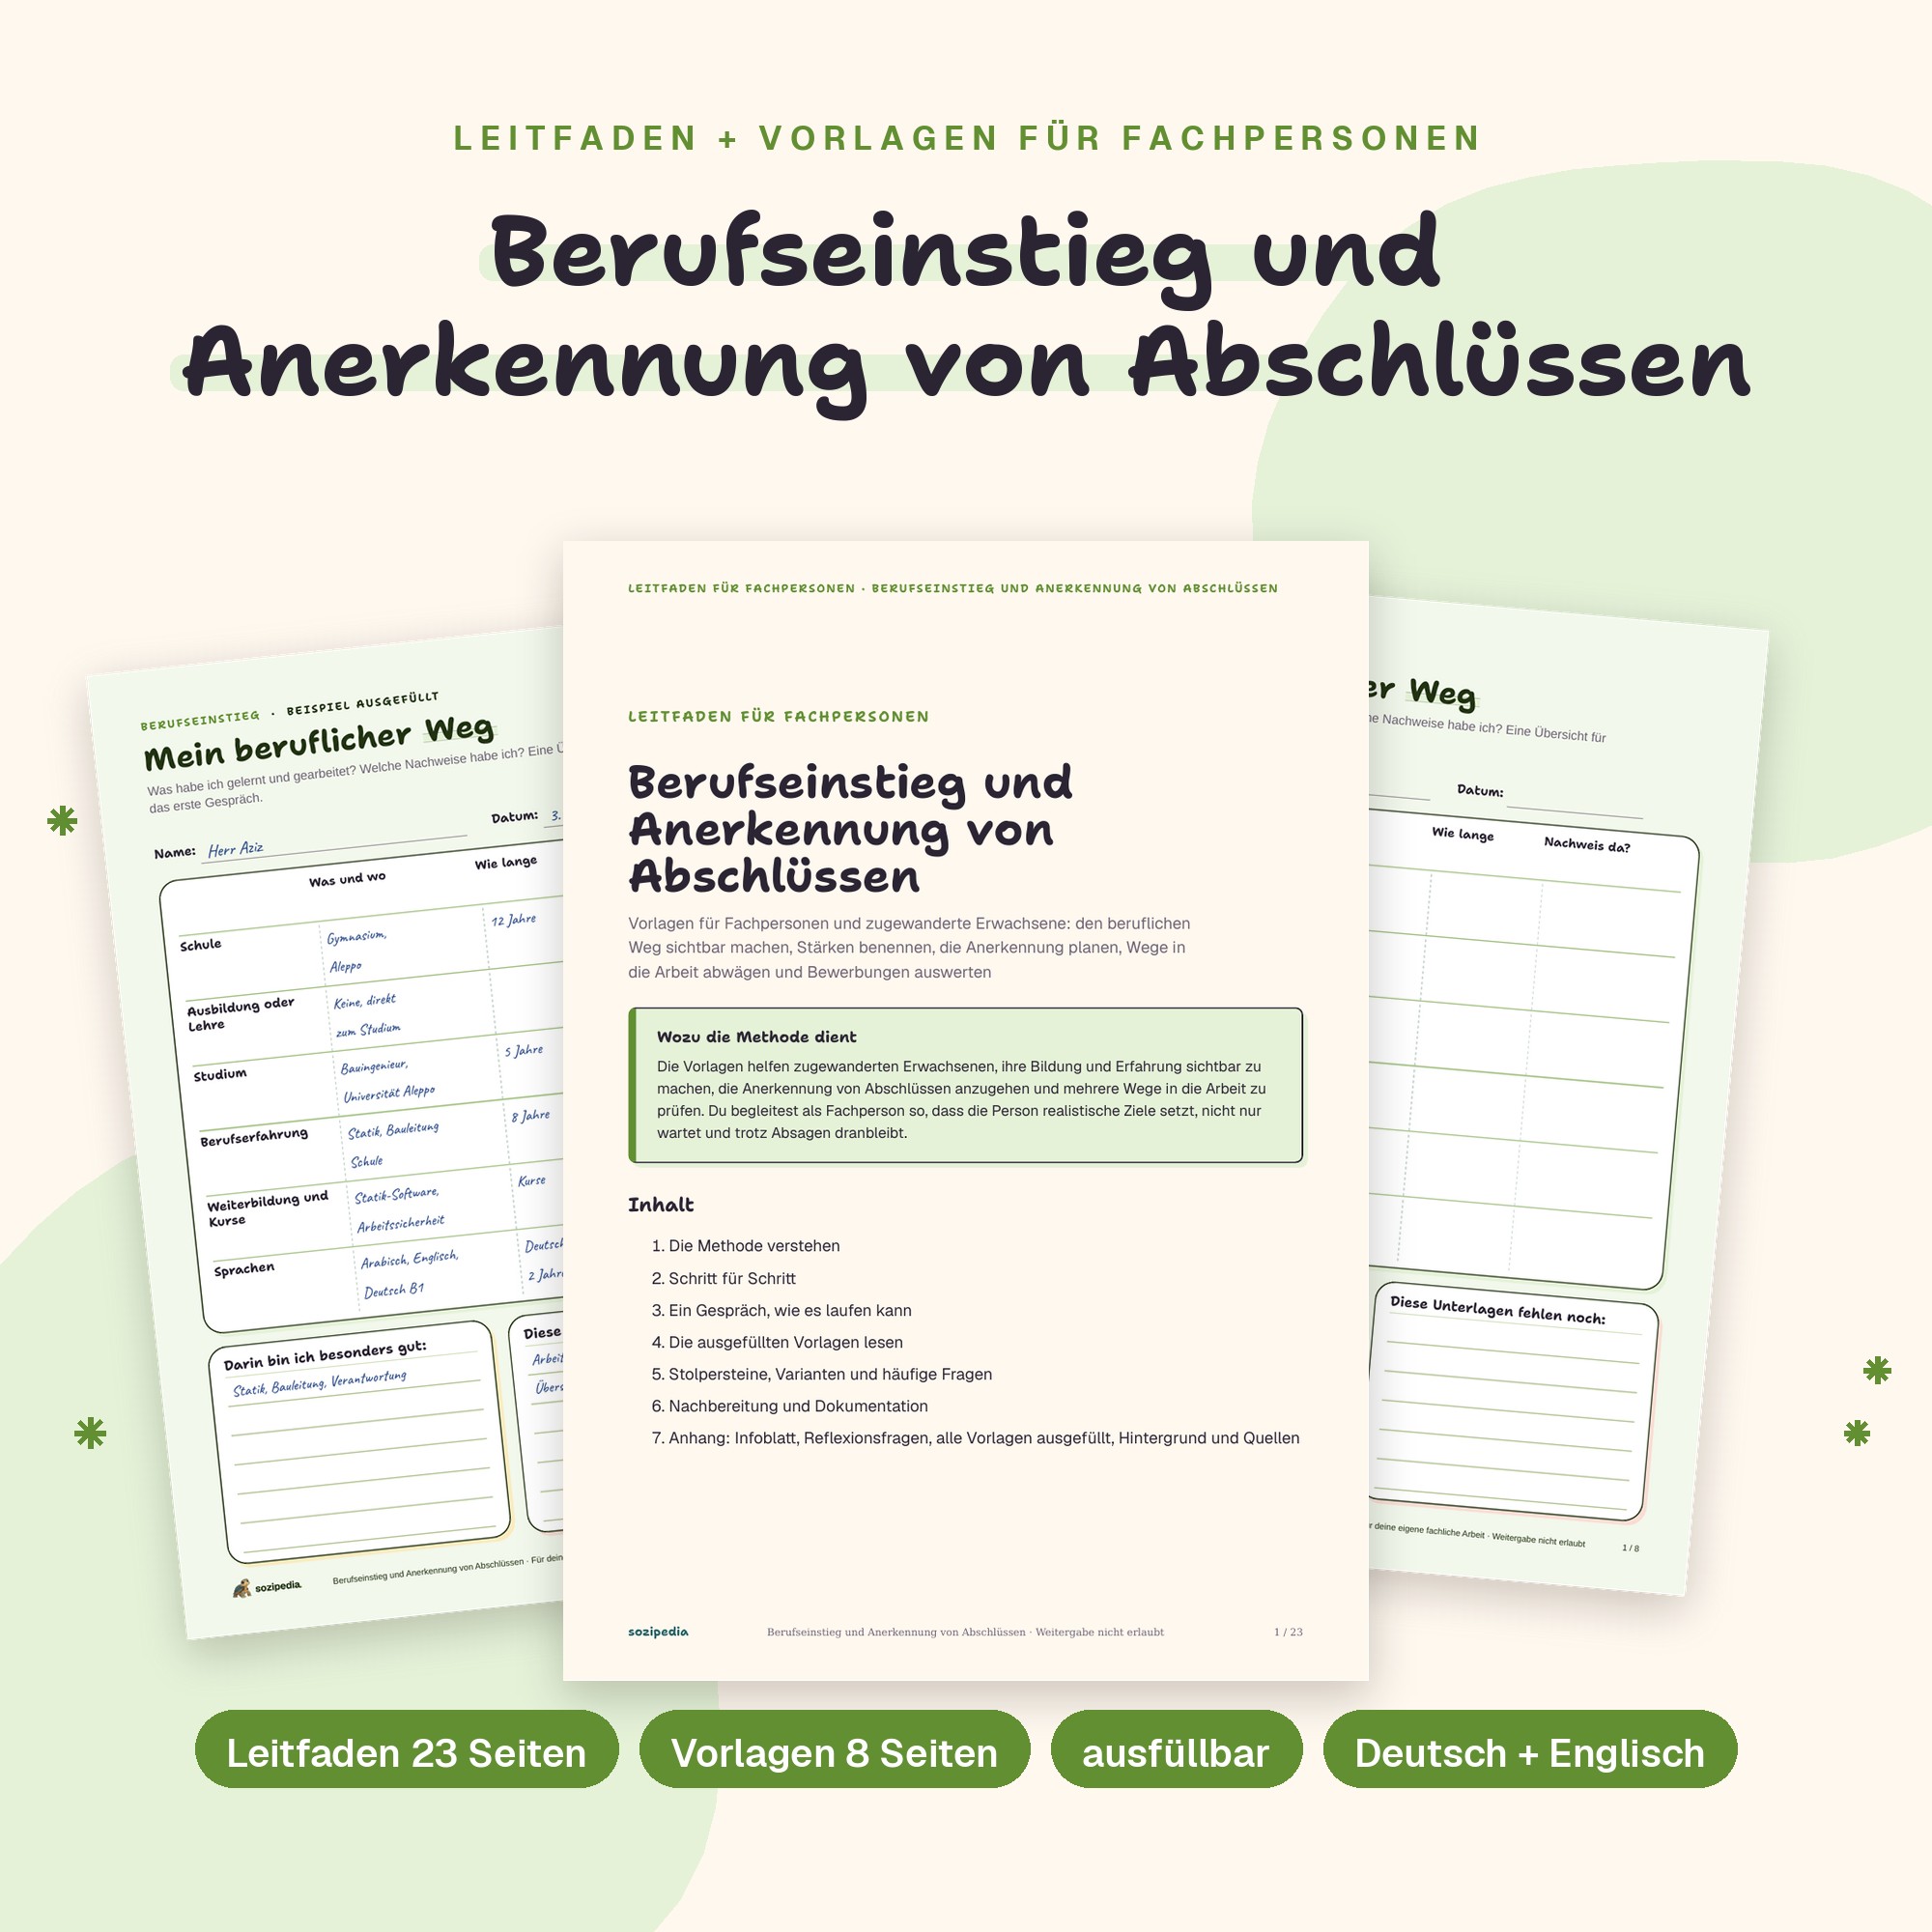 LEITFADEN + VORLAGEN FÜR FACHPERSONEN
Berufseinstieg und
Anerkennung von Abschlüssen
BERUFSEINSTIEG · BEISPIEL AUSGEFÜLLT
Mein beruflicher Weg
Was habe ich gelernt und gearbeitet? Welche Nachweise habe ich? Eine
das erste Gespräch.
Name: Herr Aziz
Datum: 3.
Was und wo
Wie lange
Schule
Gymnasium,
Aleppo
12 Jahre
Ausbildung oder
Lehre
Keine, direkt
zum Studium
Studium
Bauingenieur,
Universität Aleppo
5 Jahre
Berufserfahrung
Statik, Bauleitung
Schule
8 Jahre
Weiterbildung und
Kurse
Statik-Software,
Arbeitssicherheit
Kurse
Sprachen
Arabisch, Englisch,
Deutsch B1
Deutsch
2 Jahre
Darin bin ich besonders gut:
Statik, Bauleitung, Verantwortung
Diese
sozipedia
Berufseinstieg und Anerkennung von Abschlüssen · Für
LEITFADEN FÜR FACHPERSONEN · BERUFSEINSTIEG UND ANERKENNUNG VON ABSCHLÜSSEN
LEITFADEN FÜR FACHPERSONEN
Berufseinstieg und
Anerkennung von
Abschlüssen
Vorlagen für Fachpersonen und zugewanderte Erwachsene: den beruflichen
Weg sichtbar machen, Stärken benennen, die Anerkennung planen, Wege in
die Arbeit abwägen und Bewerbungen auswerten
Wozu die Methode dient
Die Vorlagen helfen zugewanderten Erwachsenen, ihre Bildung und Erfahrung sichtbar zu
machen, die Anerkennung von Abschlüssen anzugehen und mehrere Wege in die Arbeit zu
prüfen. Du begleitest als Fachperson so, dass die Person realistische Ziele setzt, nicht nur
wartet und trotz Absagen dranbleibt.
Inhalt
1. Die Methode verstehen
2. Schritt für Schritt
3. Ein Gespräch, wie es laufen kann
4. Die ausgefüllten Vorlagen lesen
5. Stolpersteine, Varianten und häufige Fragen
6. Nachbereitung und Dokumentation
7. Anhang: Infoblatt, Reflexionsfragen, alle Vorlagen ausgefüllt, Hintergrund und Quellen
sozipedia
Berufseinstieg und Anerkennung von Abschlüssen · Weitergabe nicht erlaubt
1 / 23
er Weg
Nachweise habe ich? Eine Übersicht für
Datum:
Wie lange
Nachweis da?
Diese Unterlagen fehlen noch:
deine eigene fachliche Arbeit · Weitergabe nicht erlaubt
1 / 8
Leitfaden 23 Seiten
Vorlagen 8 Seiten
ausfüllbar
Deutsch + Englisch